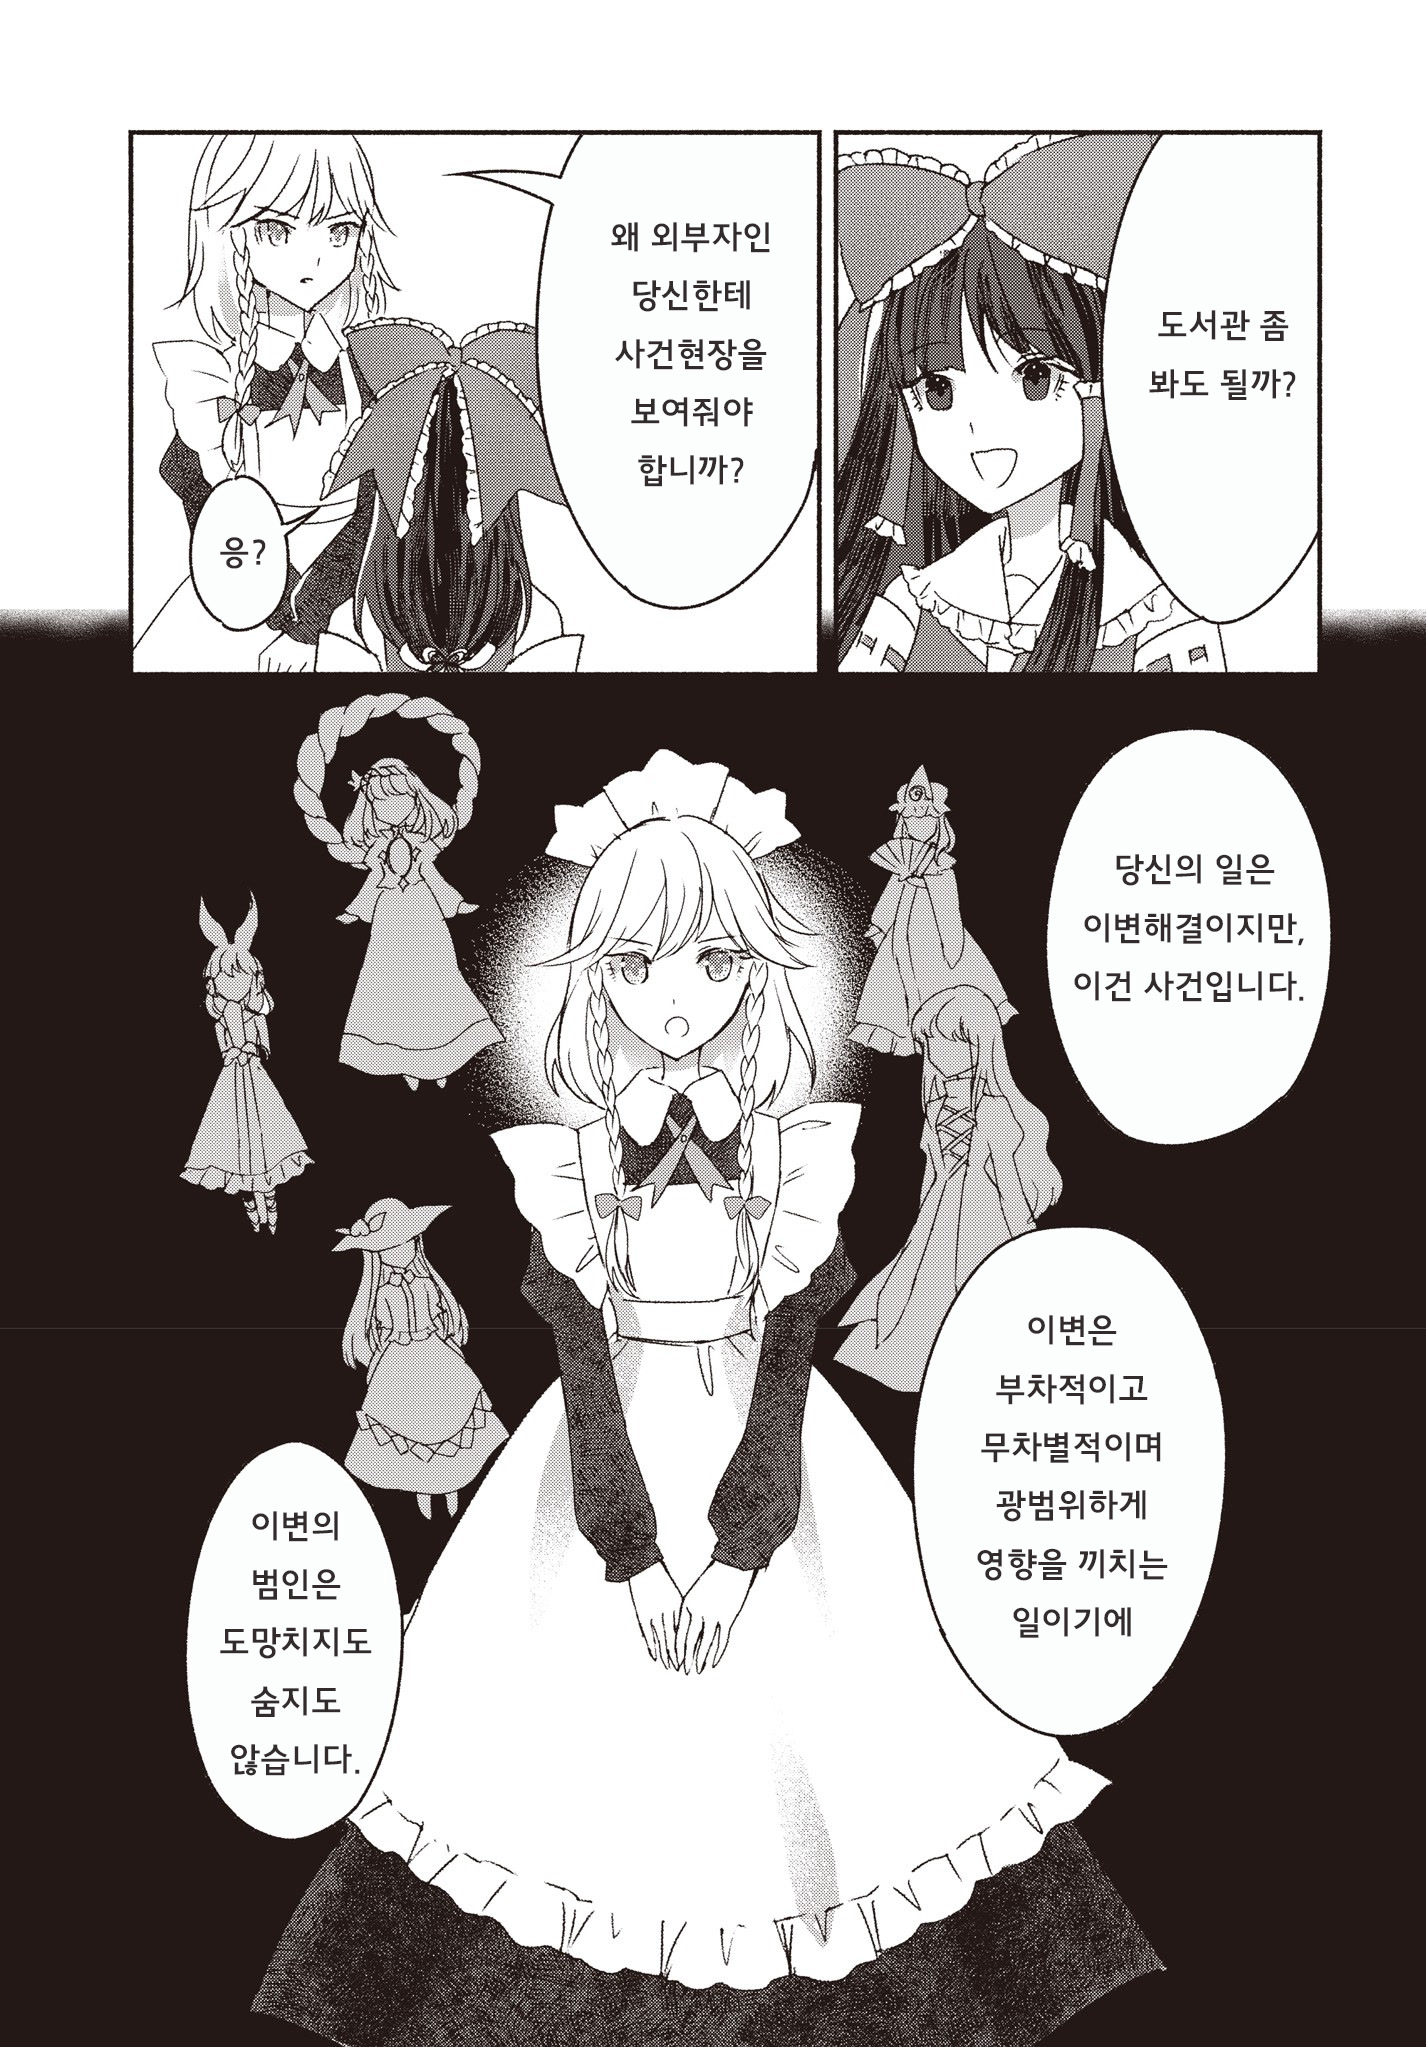 도서관 좀
봐도 될까?
왜 외부자인
당신한테
사건현장을
보여줘야
합니까?
응?
당신의 일은
이변해결이지만,
이건 사건입니다.
이변은
부차적이고
무차별적이며
광범위하게
영향을 끼치는
일이기에
이변의
범인은
도망치지도
숨지도
않습니다.